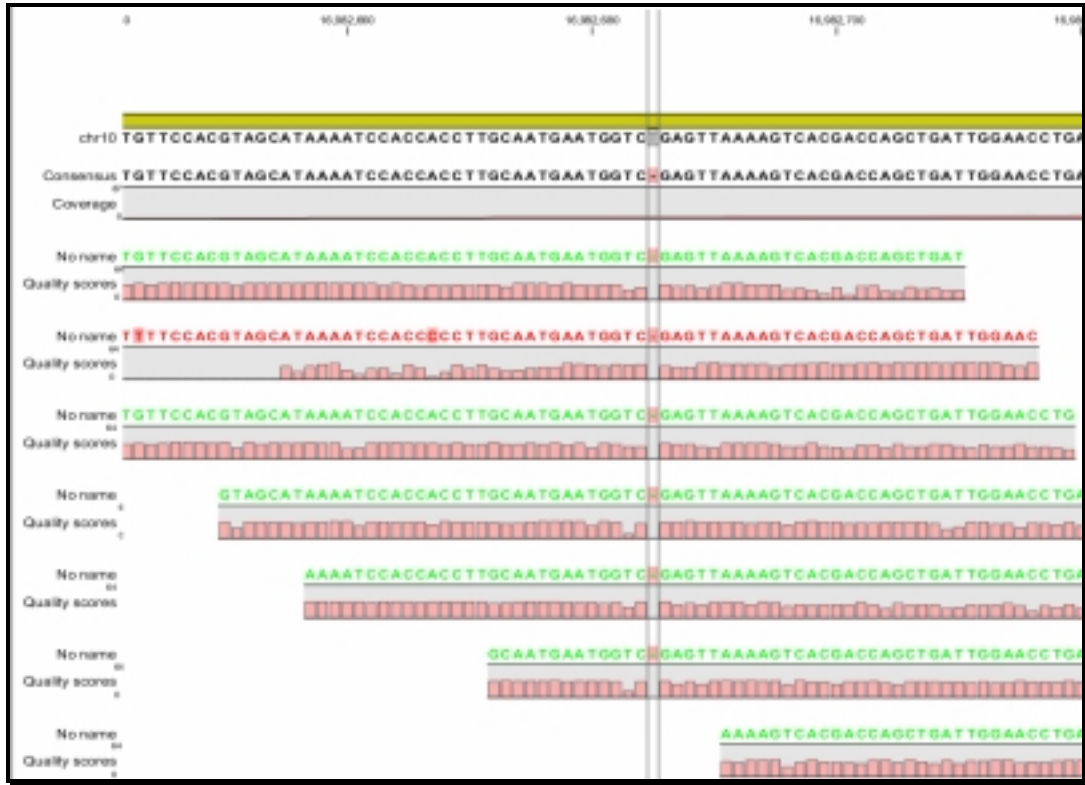 0 16,982,660 16,982,680 16,982,700 16,98
chr10 TGTTCCACGTAGCATAAAATCCACCACCTTGCAATGAATGGTC GAGTTAAAAGTCACGACCAGCTGATTGGAACCTGA
Consensus TGTTCCACGTAGCATAAAATCCACCACCTTGCAATGAATGGTC-GAGTTAAAAGTCACGACCAGCTGATTGGAACCTGA
Coverage
No name TGTTCCACGTAGCATAAAATCCACCACCTTGCAATGAATGGTC-GAGTTAAAAGTCACGACCAGCTGAT
Quality scores
No name TTTTCCACGTAGCATAAAATCCACCCCCTTGCAATGAATGGTC-GAGTTAAAAGTCACGACCAGCTGATTGGAAC
Quality scores
No name TGTTCCACGTAGCATAAAATCCACCACCTTGCAATGAATGGTC-GAGTTAAAAGTCACGACCAGCTGATTGGAACCTG
Quality scores
No name GTAGCATAAAATCCACCACCTTGCAATGAATGGTC-GAGTTAAAAGTCACGACCAGCTGATTGGAACCTGA
Quality scores
No name AAAATCCACCACCTTGCAATGAATGGTC-GAGTTAAAAGTCACGACCAGCTGATTGGAACCTGA
Quality scores
No name GCAATGAATGGTC-GAGTTAAAAGTCACGACCAGCTGATTGGAACCTGA
Quality scores
No name AAAAGTCACGACCAGCTGATTGGAACCTGA
Quality scores